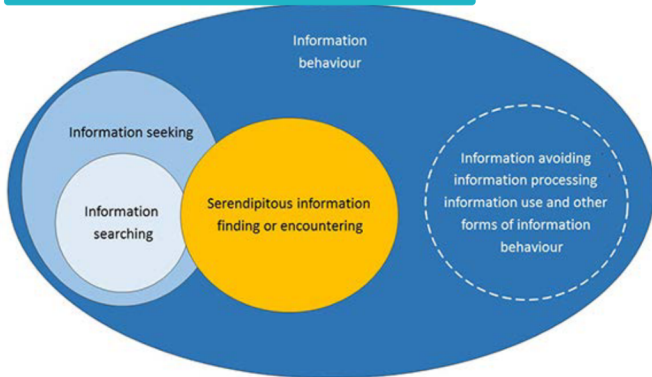 Information
behaviour
Information seeking
Information
searching
Serendipitous information
finding or encountering
Information avoiding
information processing
information use and other
forms of information
behaviour